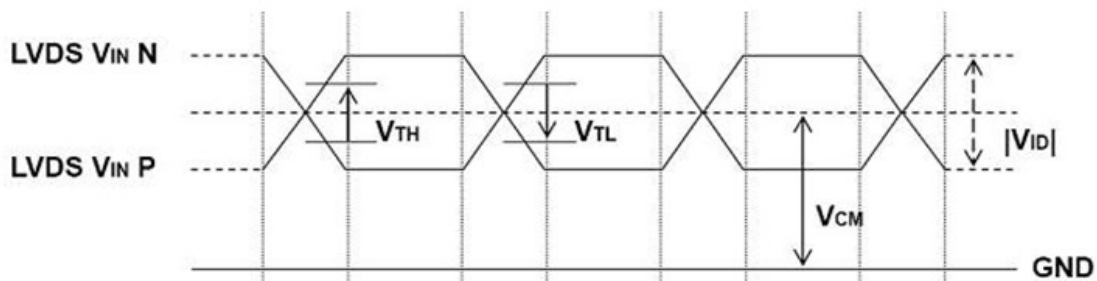 LVDS VIN N
VTH
VTL
|VID|
LVDS VIN P
VCM
GND